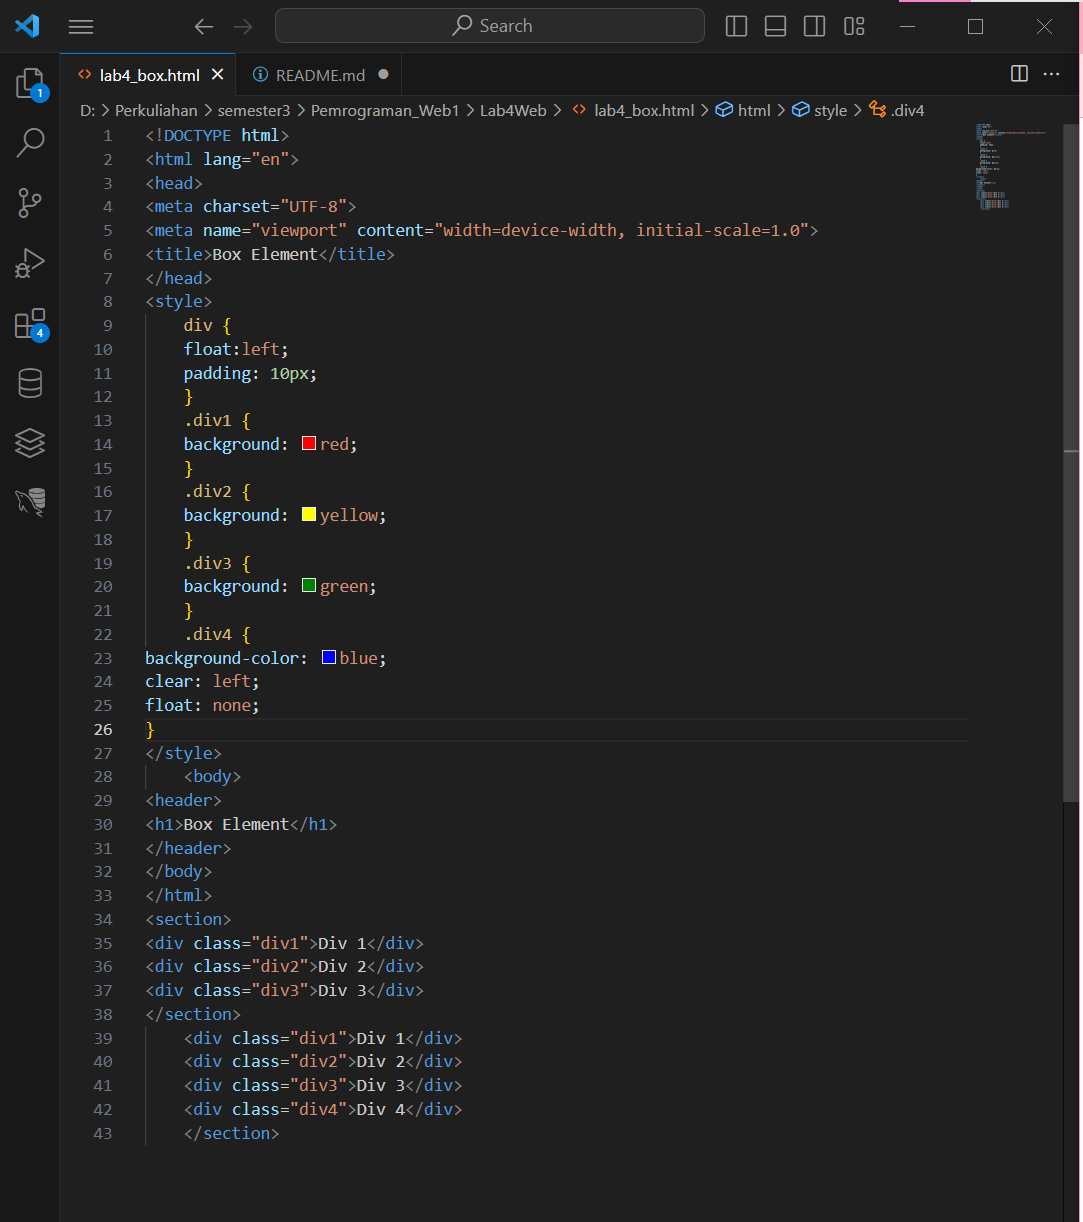 Search
lab4_box.html
README.md
D: > Perkuliahan > semester3 > Pemrograman_Web1 > Lab4Web > <> lab4_box.html > html > style > .div4
1 <!DOCTYPE html>
2 <html lang="en">
3 <head>
4 <meta charset="UTF-8">
5 <meta name="viewport" content="width=device-width, initial-scale=1.0">
6 <title>Box Element</title>
7 </head>
8 <style>
9 div {
10 float:left;
11 padding: 10px;
12 }
13 .div1 {
14 background: red;
15 }
16 .div2 {
17 background: yellow;
18 }
19 .div3 {
20 background: green;
21 }
22 .div4 {
23 background-color: blue;
24 clear: left;
25 float: none;
26 }
27 </style>
28 <body>
29 <header>
30 <h1>Box Element</h1>
31 </header>
32 </body>
33 </html>
34 <section>
35 <div class="div1">Div 1</div>
36 <div class="div2">Div 2</div>
37 <div class="div3">Div 3</div>
38 </section>
39 <div class="div1">Div 1</div>
40 <div class="div2">Div 2</div>
41 <div class="div3">Div 3</div>
42 <div class="div4">Div 4</div>
43 </section>
1
4